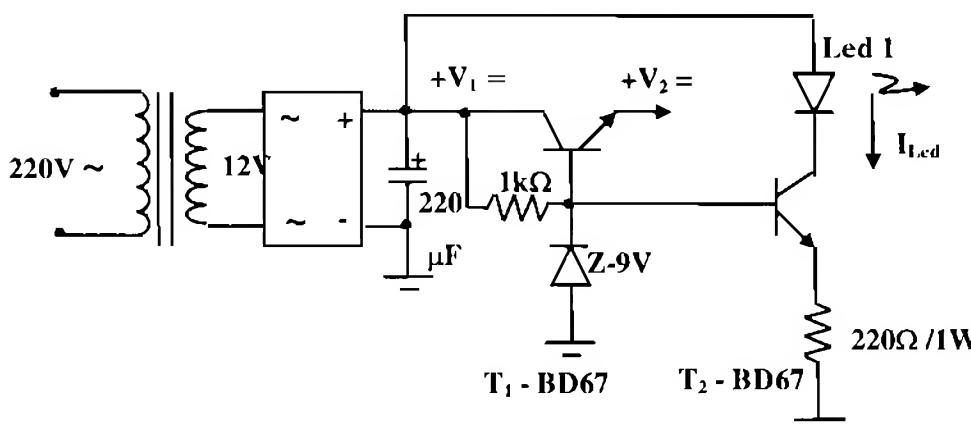 Led 1
+V₁ =
+V₂ =
I_Led
220V ~
12V
~
+
~
-
+
220
μF
1kΩ
Z-9V
220Ω /1W
T₁ - BD67
T₂ - BD67